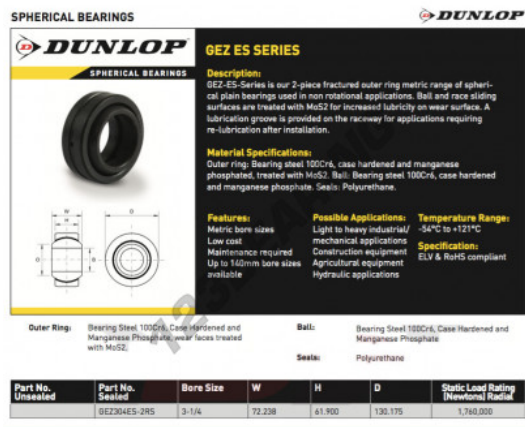 SPHERICAL BEARINGS
DUNLOP
DUNLOP
SPHERICAL BEARINGS
GEZ ES SERIES
Description:
GEZ-ES-Series is our 2-piece fractured outer ring metric range of spheri-
cal plain bearings used in non rotational applications. Ball and race sliding
surfaces are treated with MoS2 for increased lubricity on wear surface. A
lubrication groove is provided on the raceway for applications requiring
re-lubrication after installation.
Material Specifications:
Outer ring: Bearing steel 100Cr6, case hardened and manganese
phosphated, treated with MoS2. Ball: Bearing steel 100Cr6, case hardened
and manganese phosphate. Seals: Polyurethane.
Features:
Metric bore sizes
Low cost
Maintenance required
Up to 140mm bore sizes
available
Possible Applications:
Light to heavy industrial/
mechanical applications
Construction equipment
Agricultural equipment
Hydraulic applications
Temperature Range:
-54°C to +121°C
Specification:
ELV & RoHS compliant
W
H
D
Outer Ring:
Bearing Steel 100Cr6, Case Hardened and
Manganese Phosphate, wear faces treated
with MoS2,
Ball:
Bearing Steel 100Cr6, Case Hardened and
Manganese Phosphate
Seals:
Polyurethane
Part No. Unsealed Part No. Sealed Bore Size W H D Static Load Rating (Newtons) Radial
GEZ304ES-2RS 3-1/4 72.238 61.900 130.175 1,760,000